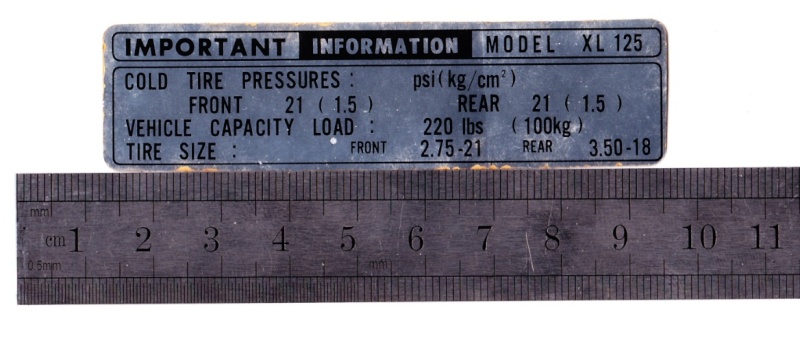 IMPORTANT INFORMATION MODEL XL 125
COLD TIRE PRESSURES : psi (kg/cm²)
FRONT 21 ( 1.5 ) REAR 21 ( 1.5 )
VEHICLE CAPACITY LOAD : 220 lbs (100kg)
TIRE SIZE : FRONT 2.75-21 REAR 3.50-18
mm
cm 1 2 3 4 5 6 7 8 9 10 11
0.5mm mm